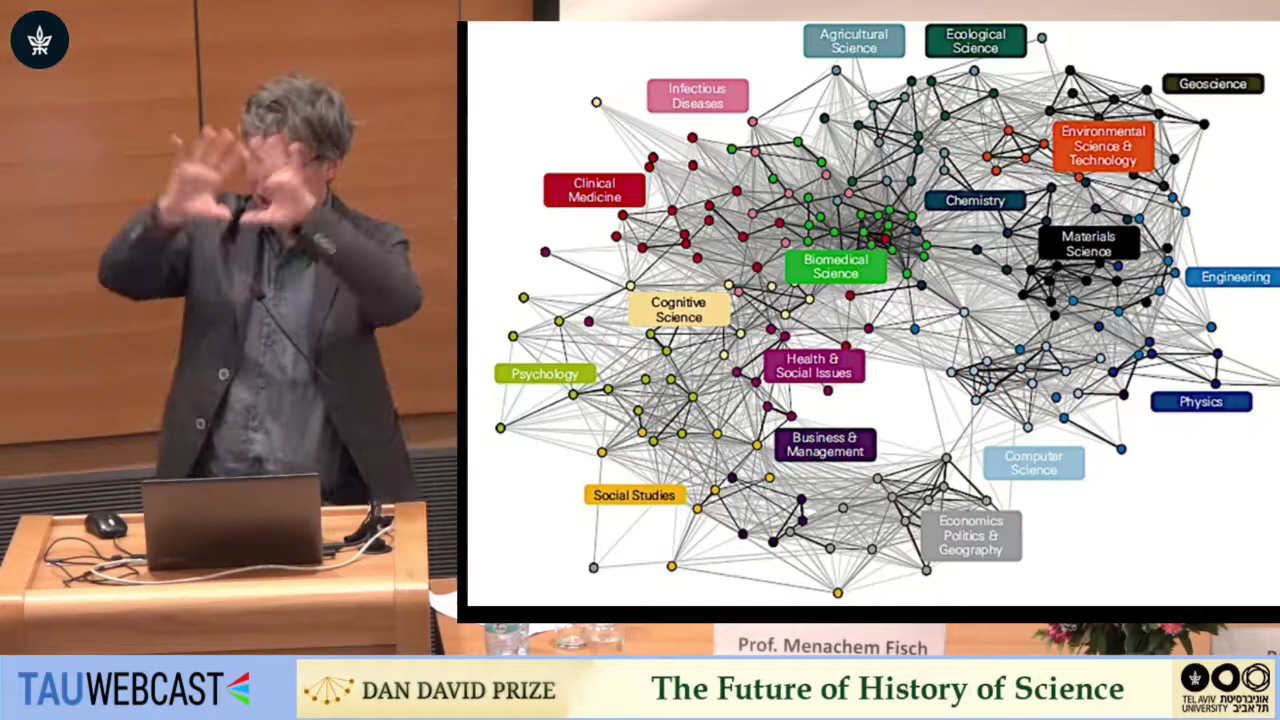 Agricultural
Science
Ecological
Science
Geoscience
Infectious
Diseases
Environmental
Science &
Technology
Clinical
Medicine
Chemistry
Materials
Science
Biomedical
Science
Engineering
Cognitive
Science
Health &
Social Issues
Psychology
Physics
Business &
Management
Computer
Science
Social Studies
Economics
Politics &
Geography
Prof. Menachem Fisch
TAUWEBCAST
DAN DAVID PRIZE
The Future of History of Science
TEL AVIV אוניברסיטת
UNIVERSITY תל אביב